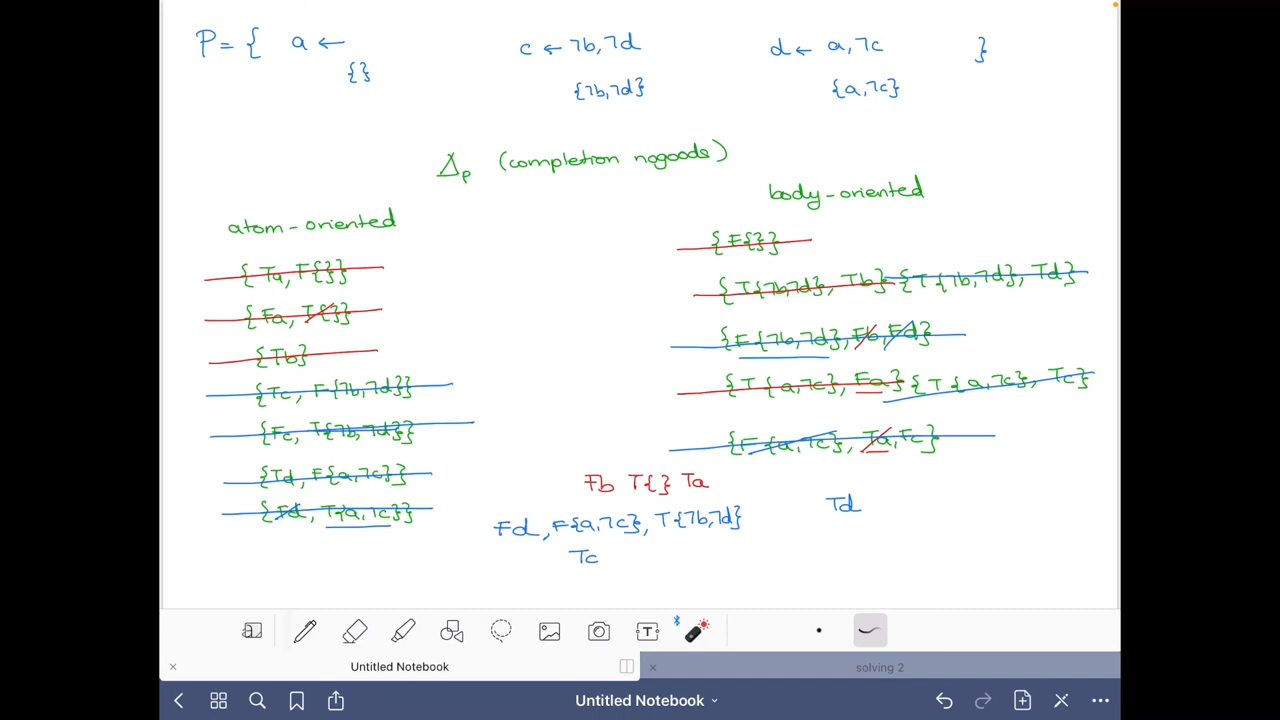 P = { a ← c ← ¬b, ¬d d ← a, ¬c }
{} {¬b, ¬d} {a, ¬c}
Δp (completion nogoods)
atom-oriented
{Ta, F{}}
{Fa, T{}}
{Tb}
{Tc, F{¬b, ¬d}}
{Fc, T{¬b, ¬d}}
{Td, F{a, ¬c}}
{Fd, T{a, ¬c}}
body-oriented
{F{}}
{T{¬b, ¬d}, Tb} {T{¬b, ¬d}, Td}
{F{¬b, ¬d}, Fb, Fd}
{T{a, ¬c}, Fa} {T{a, ¬c}, Tc}
{F{a, ¬c}, Ta, Fc}
Fb T{} Ta
Fd, F{a, ¬c}, T{¬b, ¬d}
Tc
Td
Untitled Notebook
solving 2
Untitled Notebook